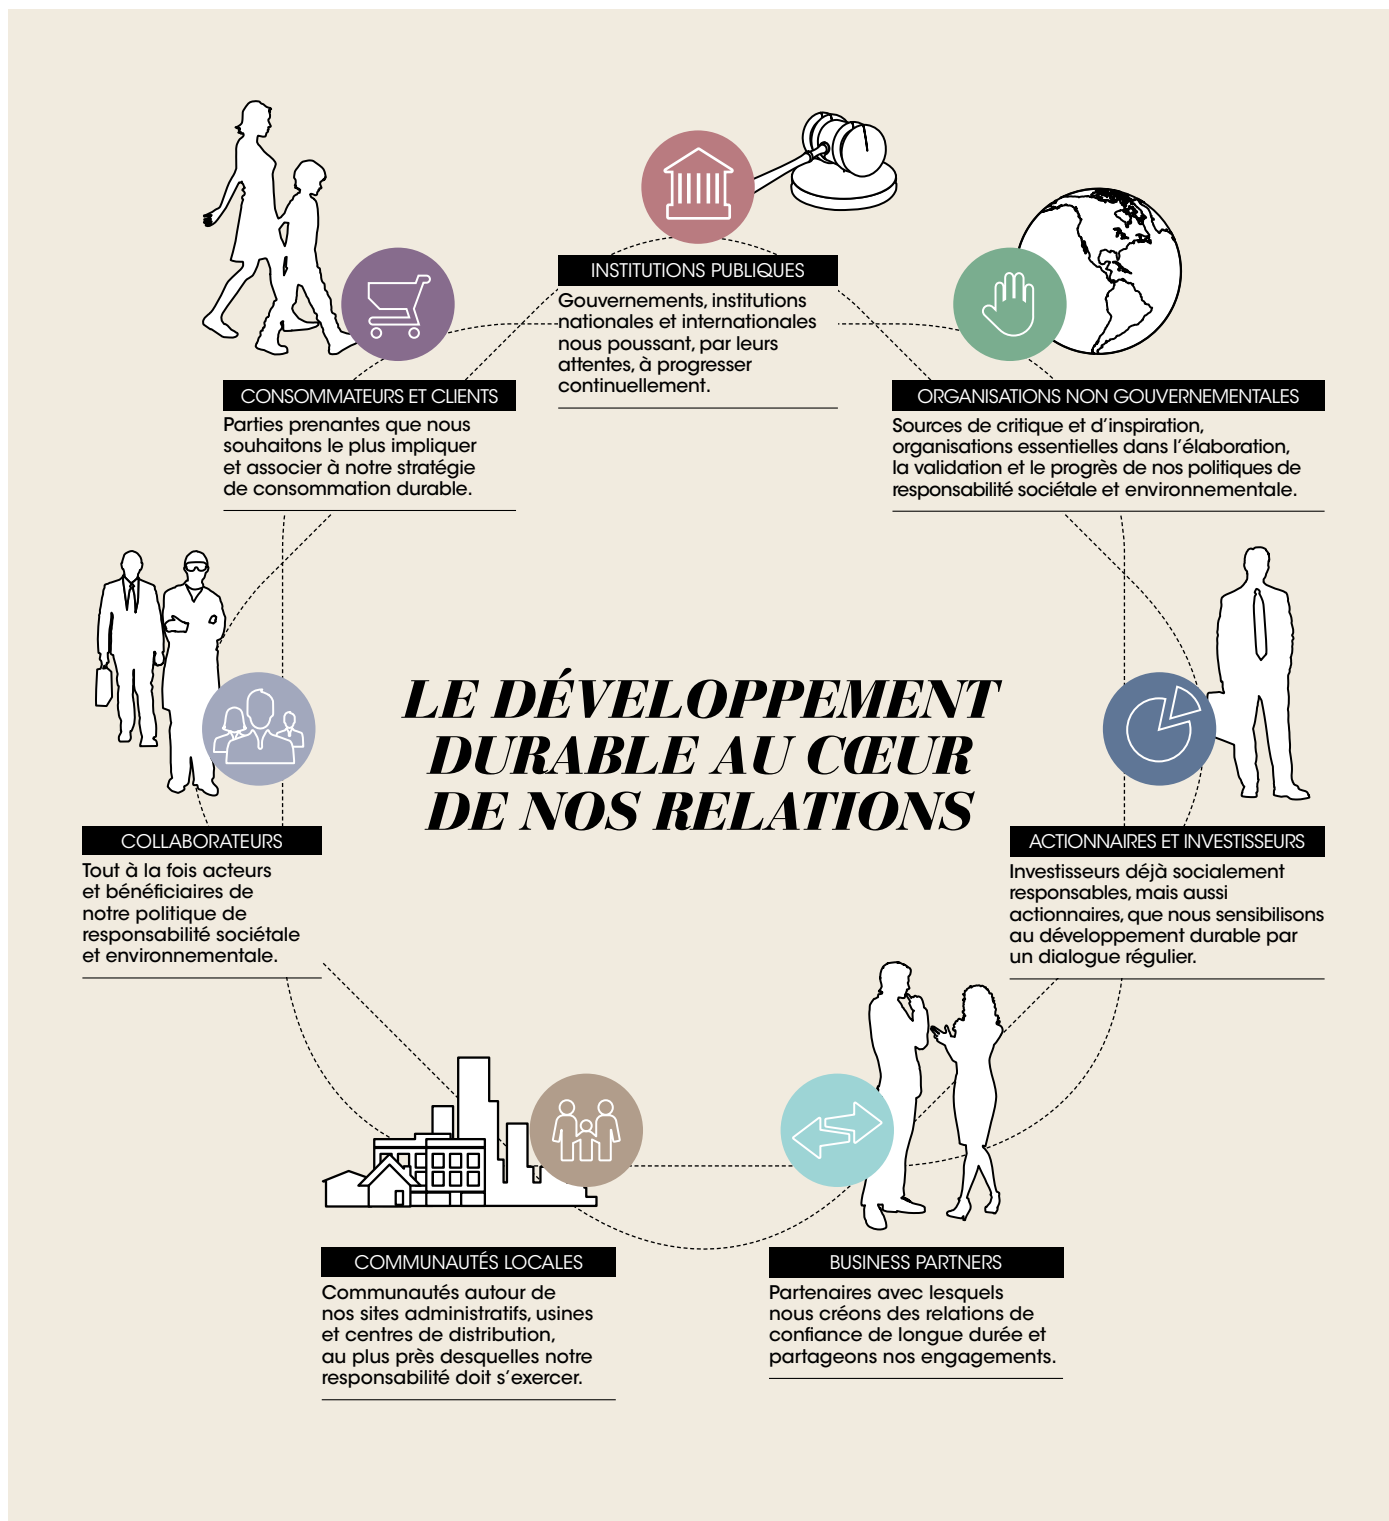 INSTITUTIONS PUBLIQUES
Gouvernements, institutions
nationales et internationales
nous poussant, par leurs
attentes, à progresser
continuellement.
CONSOMMATEURS ET CLIENTS
Parties prenantes que nous
souhaitons le plus impliquer
et associer à notre stratégie
de consommation durable.
ORGANISATIONS NON GOUVERNEMENTALES
Sources de critique et d’inspiration,
organisations essentielles dans l’élaboration,
la validation et le progrès de nos politiques de
responsabilité sociétale et environnementale.
LE DÉVELOPPEMENT
DURABLE AU CŒUR
DE NOS RELATIONS
COLLABORATEURS
Tout à la fois acteurs
et bénéficiaires de
notre politique de
responsabilité sociétale
et environnementale.
ACTIONNAIRES ET INVESTISSEURS
Investisseurs déjà socialement
responsables, mais aussi
actionnaires, que nous sensibilisons
au développement durable par
un dialogue régulier.
COMMUNAUTÉS LOCALES
Communautés autour de
nos sites administratifs, usines
et centres de distribution,
au plus près desquelles notre
responsabilité doit s’exercer.
BUSINESS PARTNERS
Partenaires avec lesquels
nous créons des relations de
confiance de longue durée et
partageons nos engagements.